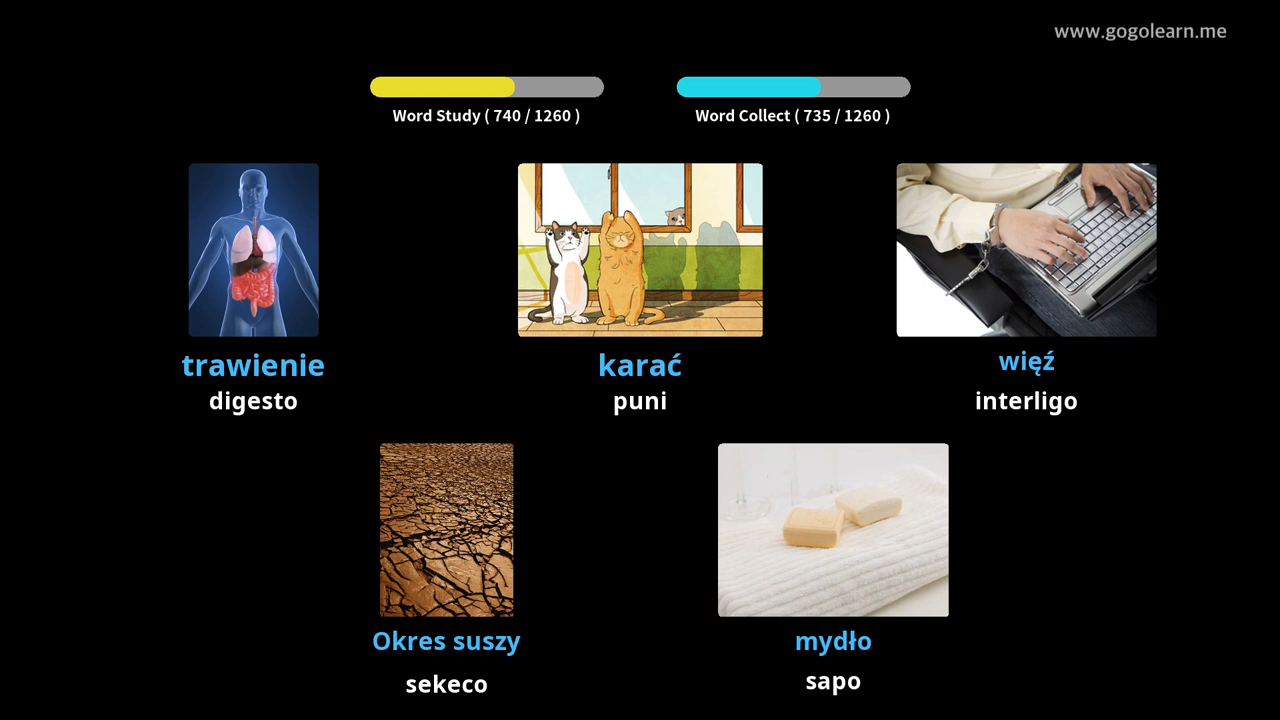 www.gogolearn.me
Word Study ( 740 / 1260 )
Word Collect ( 735 / 1260 )
trawienie
digesto
karać
puni
więź
interligo
Okres suszy
sekeco
mydło
sapo